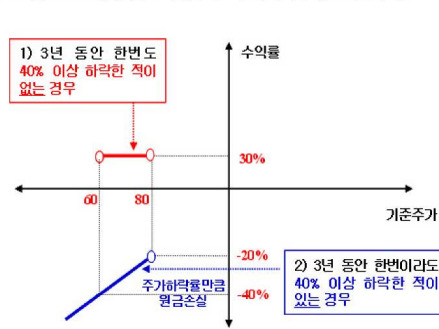 1) 3년 동안 한번도
40% 이상 하락한 적이
없는 경우
수익률
30%
60
80
기준주가
-20%
주가하락률만큼
원금손실
-40%
2) 3년 동안 한번이라도
40% 이상 하락한 적이
있는 경우